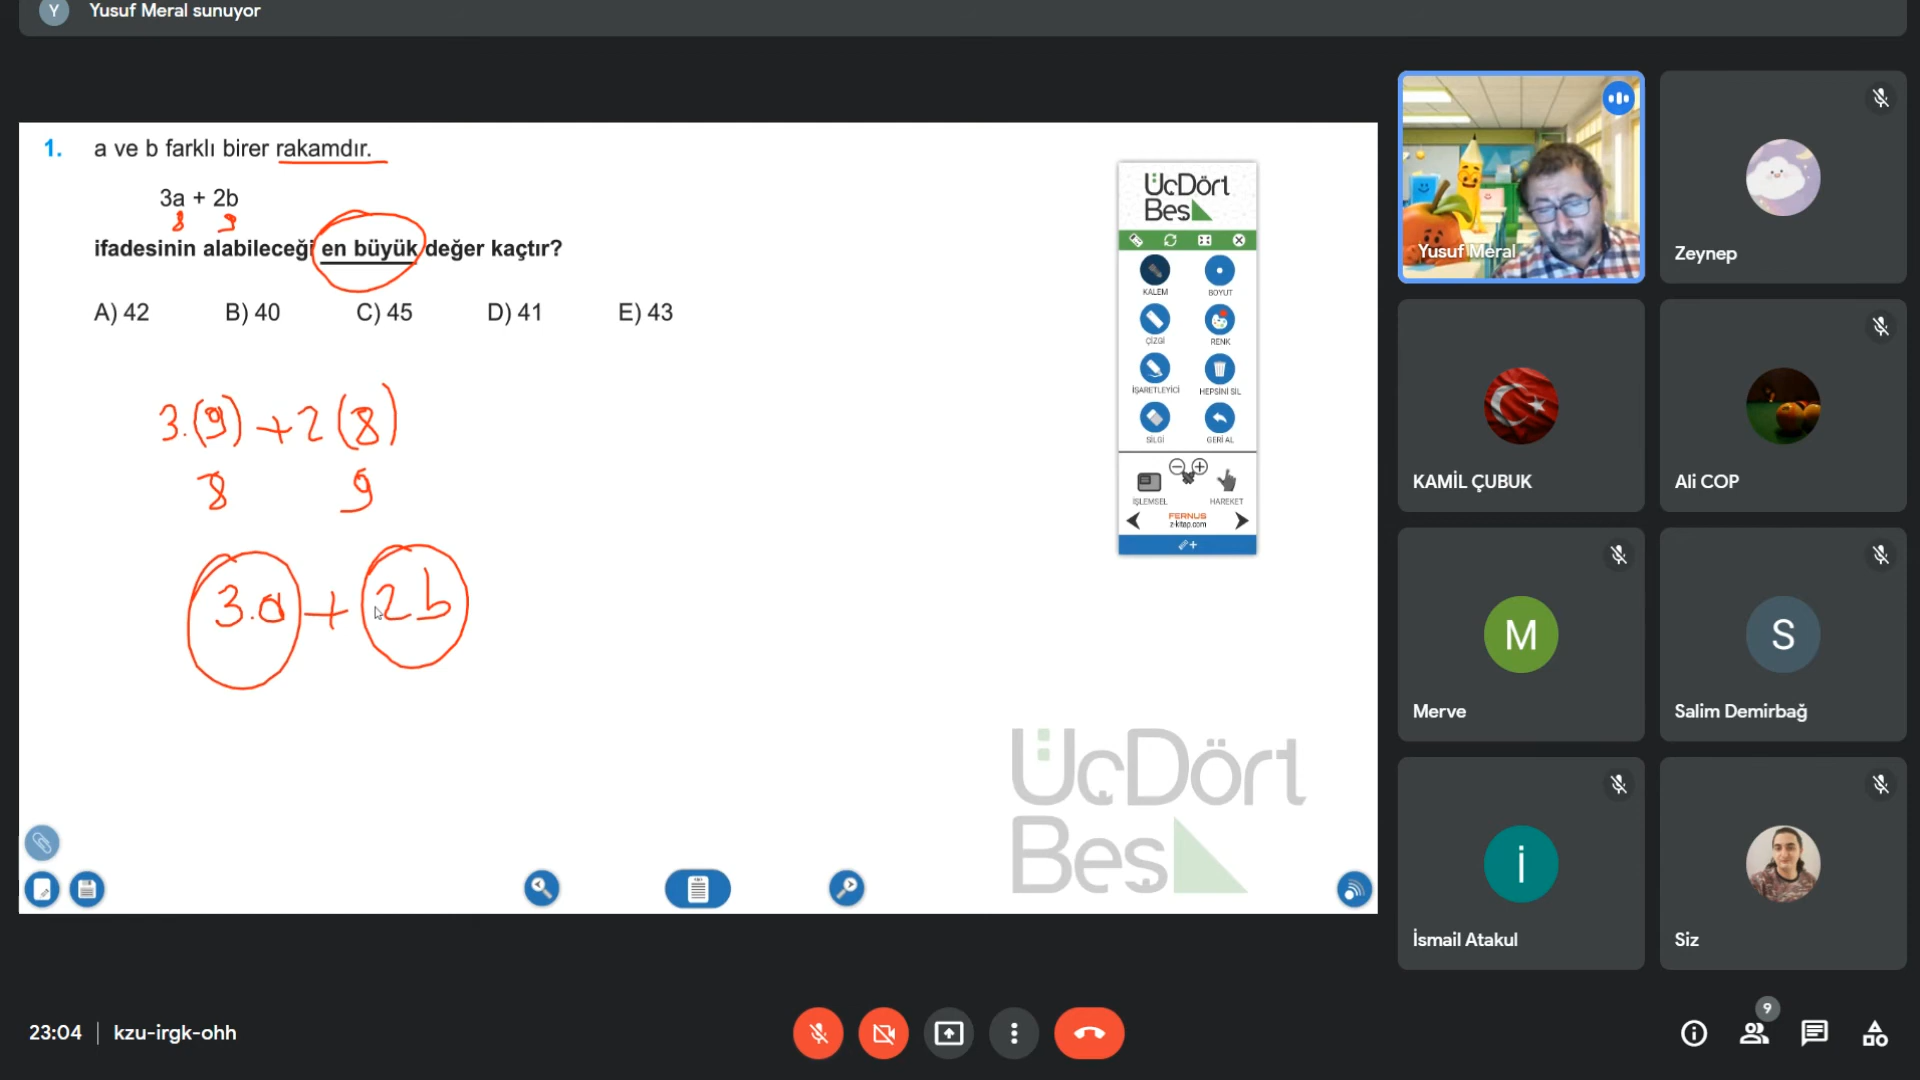 Y Yusuf Meral sunuyor
1. a ve b farklı birer rakamdır.
3a + 2b
8 9
ifadesinin alabileceği en büyük değer kaçtır?
A) 42 B) 40 C) 45 D) 41 E) 43
3.(9) + 2(8)
8 9
3.a + 2b
ÜçDört
Beş
KALEM BOYUT
ÇİZGİ RENK
İŞARETLEYİCİ HEPSİNİ SİL
SİLGİ GERİ AL
İŞLEMSEL HAREKET
FERNUS
z-kitap.com
ÜçDört
Beş
Yusuf Meral
Zeynep
KAMİL ÇUBUK
Ali COP
M
Merve
S
Salim Demirbağ
İ
İsmail Atakul
Siz
23:04 kzu-irgk-ohh
9